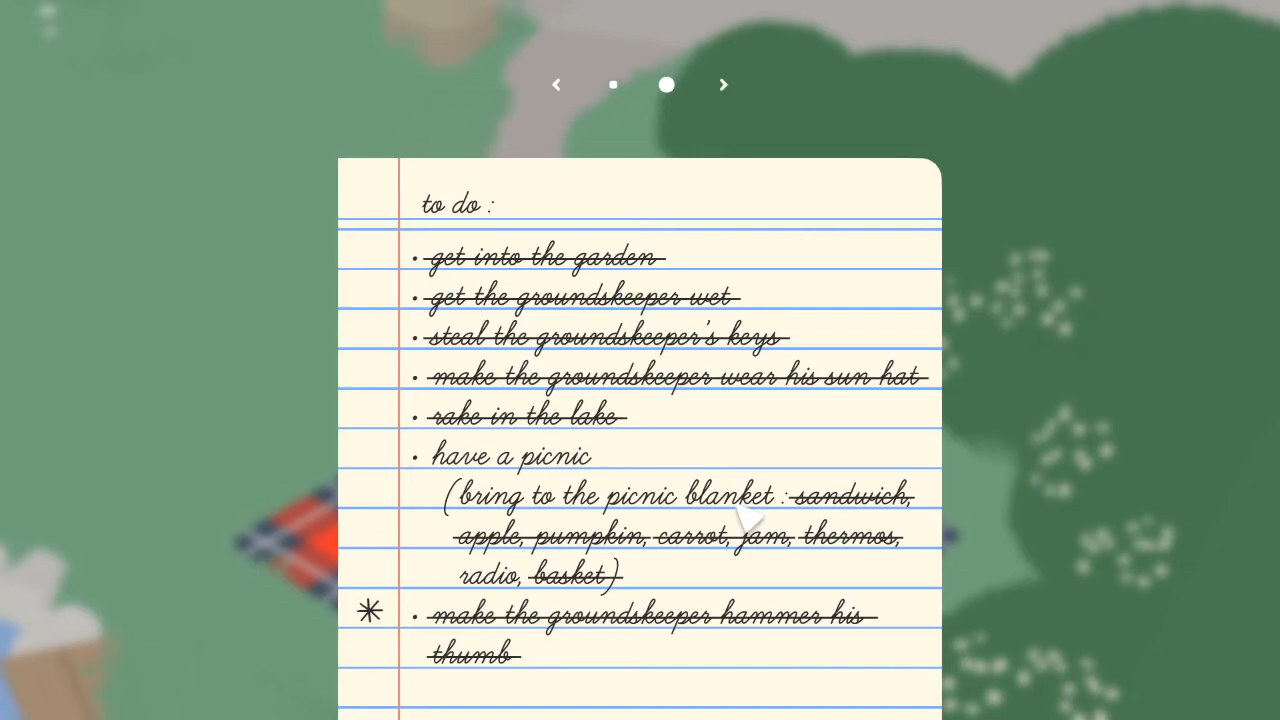 to do :
• get into the garden
• get the groundskeeper wet
• steal the groundskeeper's keys
• make the groundskeeper wear his sun hat
• rake in the lake
• have a picnic
(bring to the picnic blanket : sandwich,
apple, pumpkin, carrot, jam, thermos,
radio, basket)
• make the groundskeeper hammer his
thumb